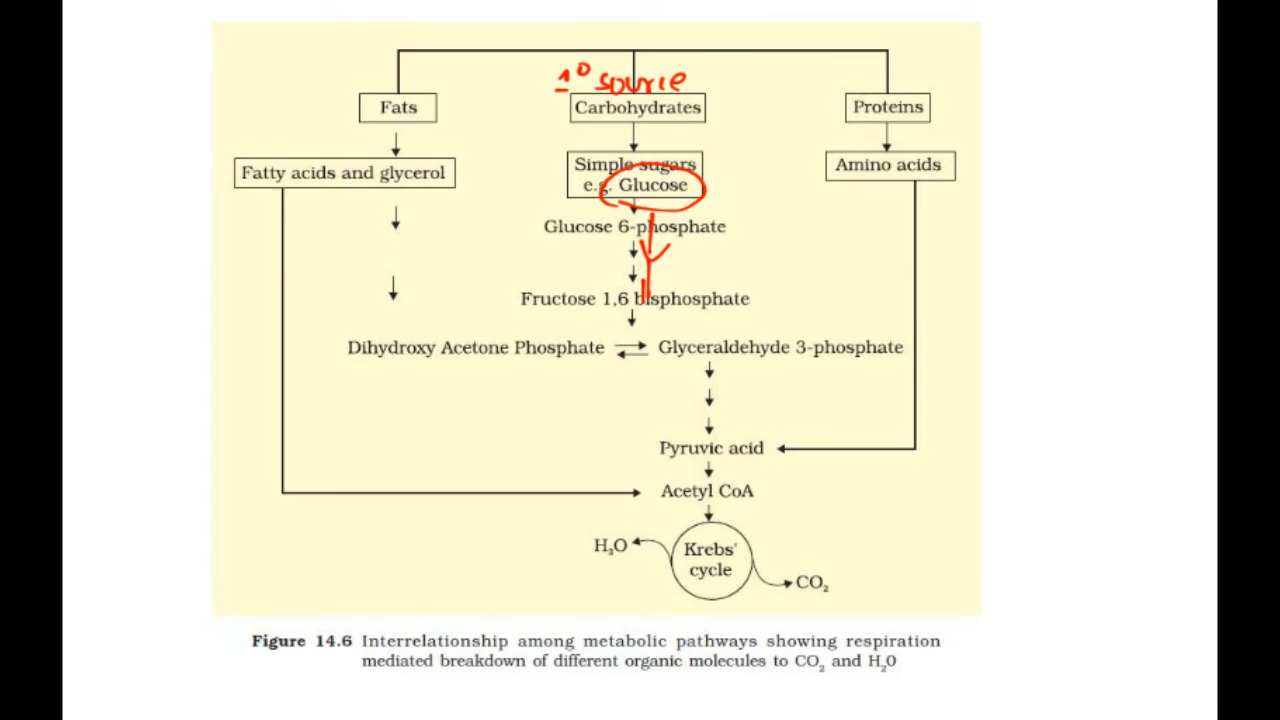 1° source
Fats
Carbohydrates
Proteins
Fatty acids and glycerol
Simple sugars
e.g. Glucose
Amino acids
Glucose 6-phosphate
Fructose 1,6 bisphosphate
Dihydroxy Acetone Phosphate
Glyceraldehyde 3-phosphate
Pyruvic acid
Acetyl CoA
H₂O
Krebs'
cycle
CO₂
Figure 14.6 Interrelationship among metabolic pathways showing respiration
mediated breakdown of different organic molecules to CO₂ and H₂0